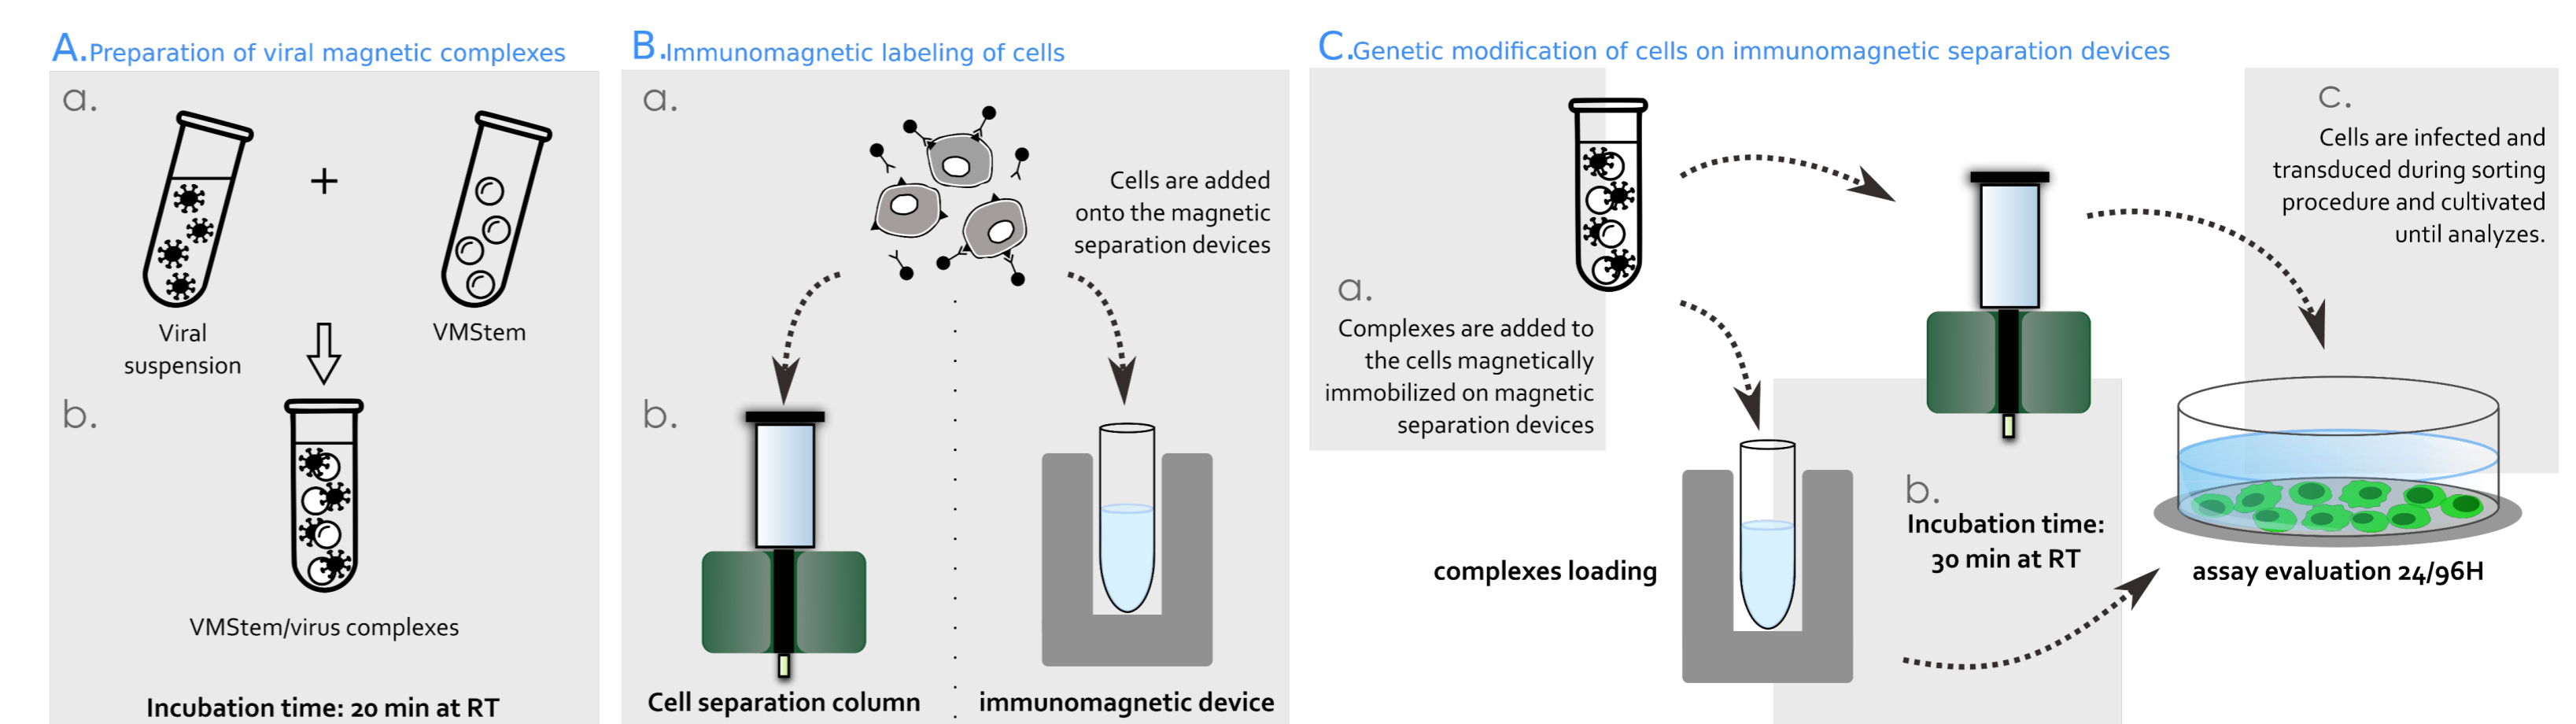 A.Preparation of viral magnetic complexes
a.
+
Viral
suspension
VMStem
b.
VMStem/virus complexes
Incubation time: 20 min at RT
B.Immunomagnetic labeling of cells
a.
Cells are added
onto the magnetic
separation devices
b.
Cell separation column
immunomagnetic device
C.Genetic modification of cells on immunomagnetic separation devices
a.
Complexes are added to
the cells magnetically
immobilized on magnetic
separation devices
complexes loading
b.
Incubation time:
30 min at RT
c.
Cells are infected and
transduced during sorting
procedure and cultivated
until analyzes.
assay evaluation 24/96H